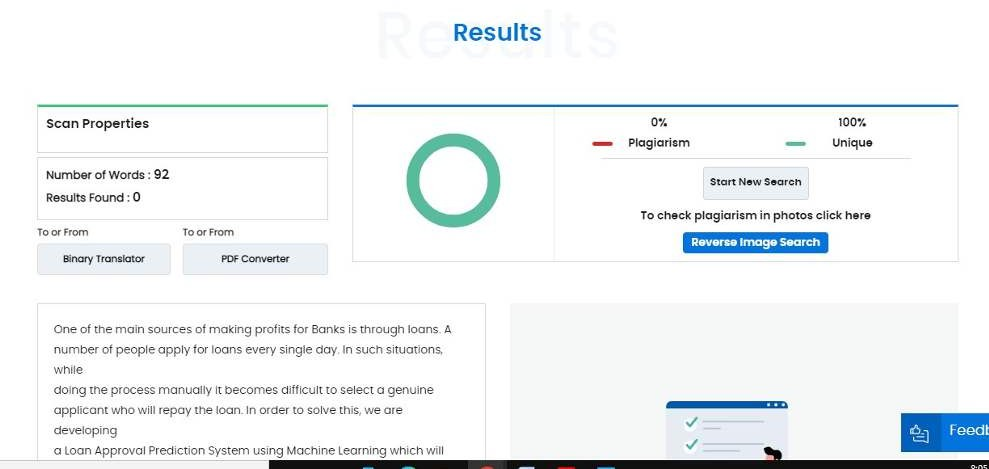 Results
Scan Properties
Number of Words : 92
Results Found : 0
To or From
To or From
Binary Translator
PDF Converter
0%
100%
Plagiarism
Unique
Start New Search
To check plagiarism in photos click here
Reverse Image Search
One of the main sources of making profits for Banks is through loans. A
number of people apply for loans every single day. In such situations,
while
doing the process manually it becomes difficult to select a genuine
applicant who will repay the loan. In order to solve this, we are
developing
a Loan Approval Prediction System using Machine Learning which will
Feedb